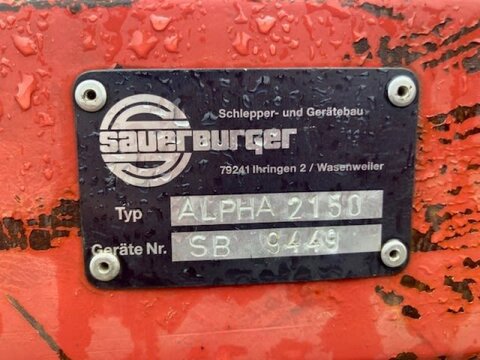 Schlepper- und Gerätebau
SauerBurger
79241 Ihringen 2 / Wasenweiler
Typ ALPHA 2150
Geräte Nr. SB 9449